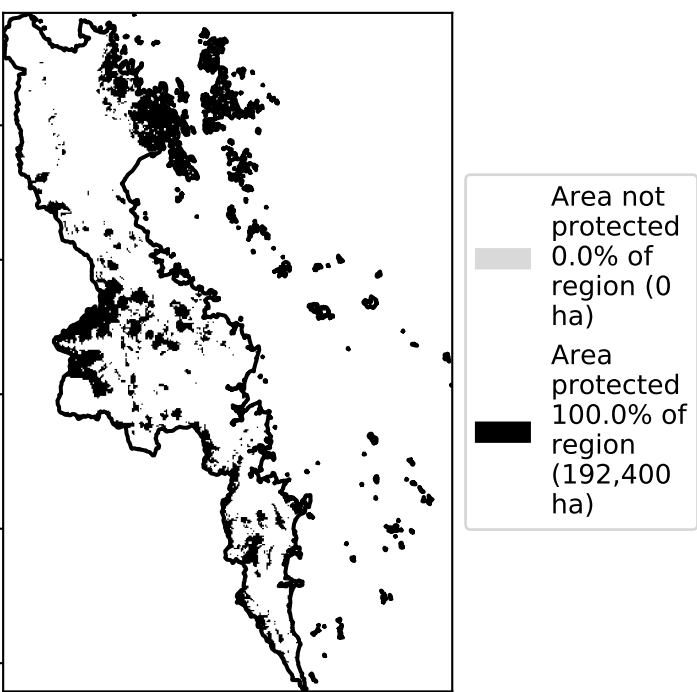 Area not
protected
0.0% of
region (0
ha)
Area
protected
100.0% of
region
(192,400
ha)